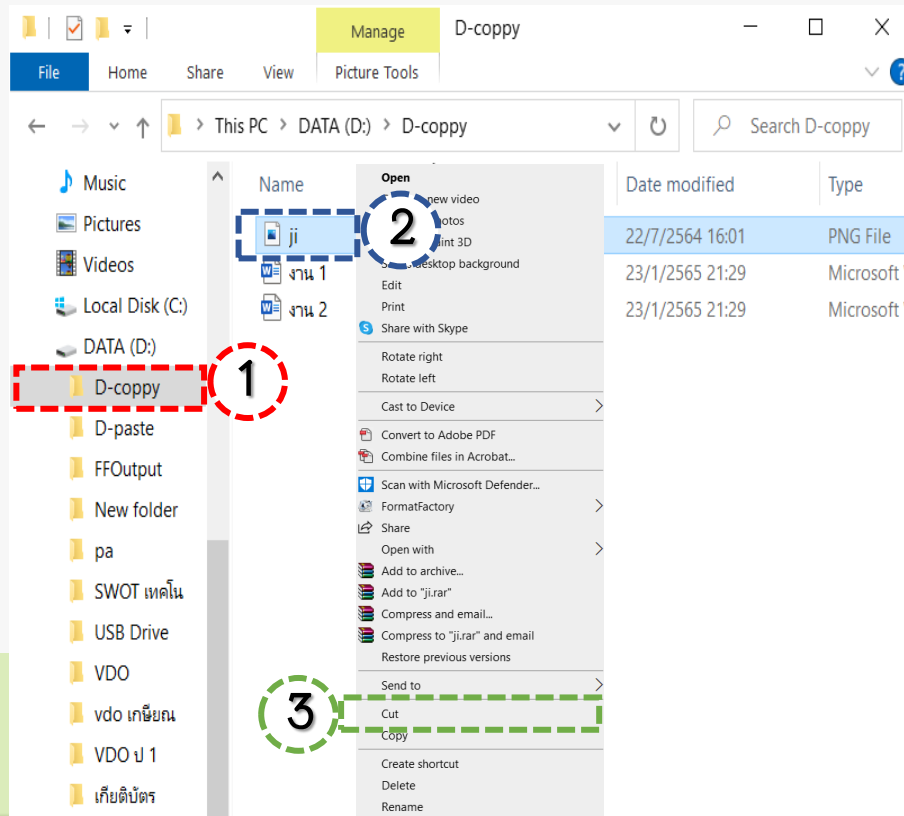 Manage D-coppy
File Home Share View Picture Tools
This PC > DATA (D:) > D-coppy
Search D-coppy
Music
Pictures
Videos
Local Disk (C:)
DATA (D:)
D-coppy
1
D-paste
FFOutput
New folder
pa
SWOT เทคโน
USB Drive
VDO
vdo เกษียณ
VDO ป 1
เกียติบัตร
Name Date modified Type
ji 22/7/2564 16:01 PNG File
2
งาน 1 23/1/2565 21:29 Microsoft
งาน 2 23/1/2565 21:29 Microsoft
Open
new video
desktop background
Edit
Print
Share with Skype
Rotate right
Rotate left
Cast to Device
Convert to Adobe PDF
Combine files in Acrobat...
Scan with Microsoft Defender...
FormatFactory
Share
Open with
Add to archive...
Add to "ji.rar"
Compress and email...
Compress to "ji.rar" and email
Restore previous versions
Send to
3
Cut
Copy
Create shortcut
Delete
Rename